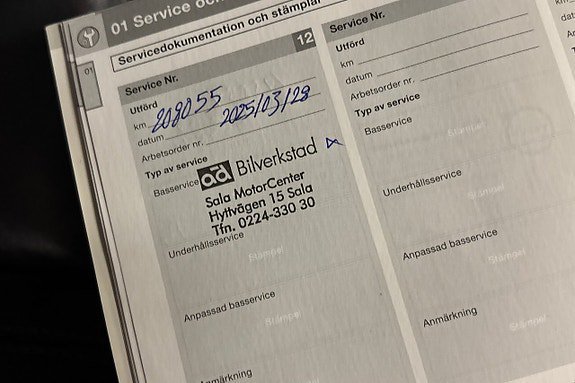 01 Service oc
Servicedokumentation och stämplar
01
Service Nr. 12
Utförd
km 208055
datum 2025/03/28
Arbetsorder nr.
Typ av service
Basservice
ad Bilverkstad
Sala MotorCenter
Hyttvägen 15 Sala
Tfn. 0224-330 30
Underhållsservice
Stämpel
Anpassad basservice
Stämpel
Anmärkning
Service Nr.
Utförd
km
datum
Arbetsorder nr.
Typ av service
Basservice
Stämpel
Underhållsservice
Stämpel
Anpassad basservice
Stämpel
Anmärkning
Stämpel